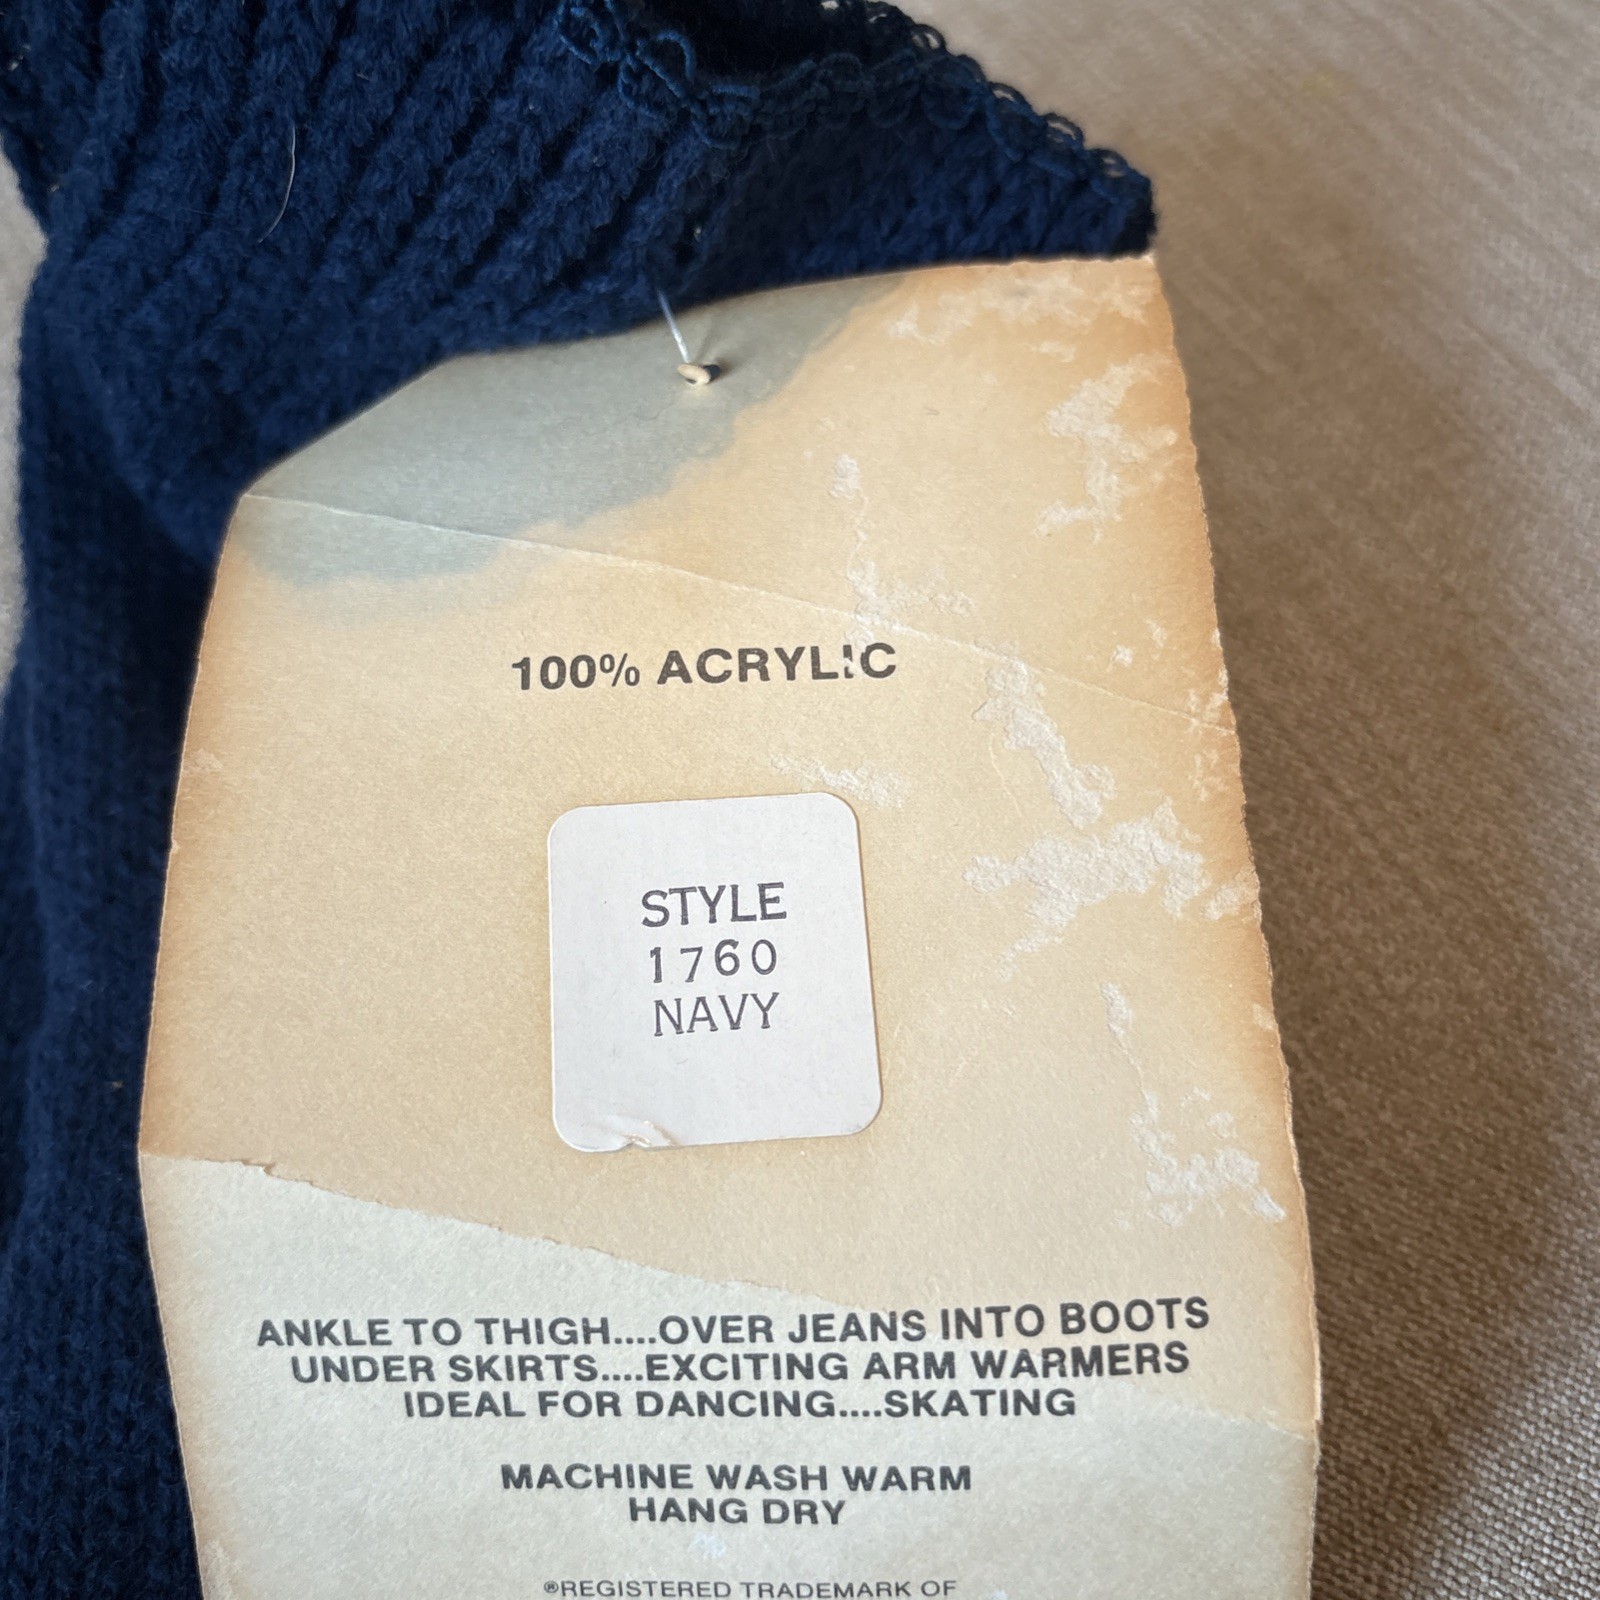 100% ACRYLIC
STYLE
1760
NAVY
ANKLE TO THIGH....OVER JEANS INTO BOOTS
UNDER SKIRTS....EXCITING ARM WARMERS
IDEAL FOR DANCING....SKATING
MACHINE WASH WARM
HANG DRY
®REGISTERED TRADEMARK OF